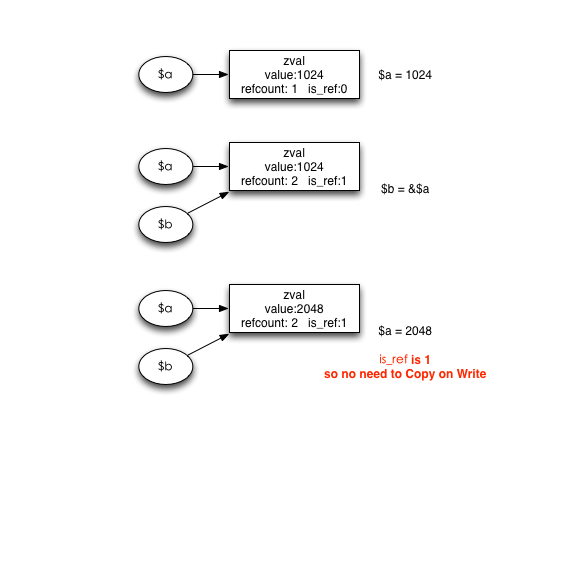 $a
zval
value:1024
refcount: 1 is_ref:0
$a = 1024
$a
zval
value:1024
refcount: 2 is_ref:1
$b = &$a
$b
$a
zval
value:2048
refcount: 2 is_ref:1
$a = 2048
$b
is_ref is 1
so no need to Copy on Write